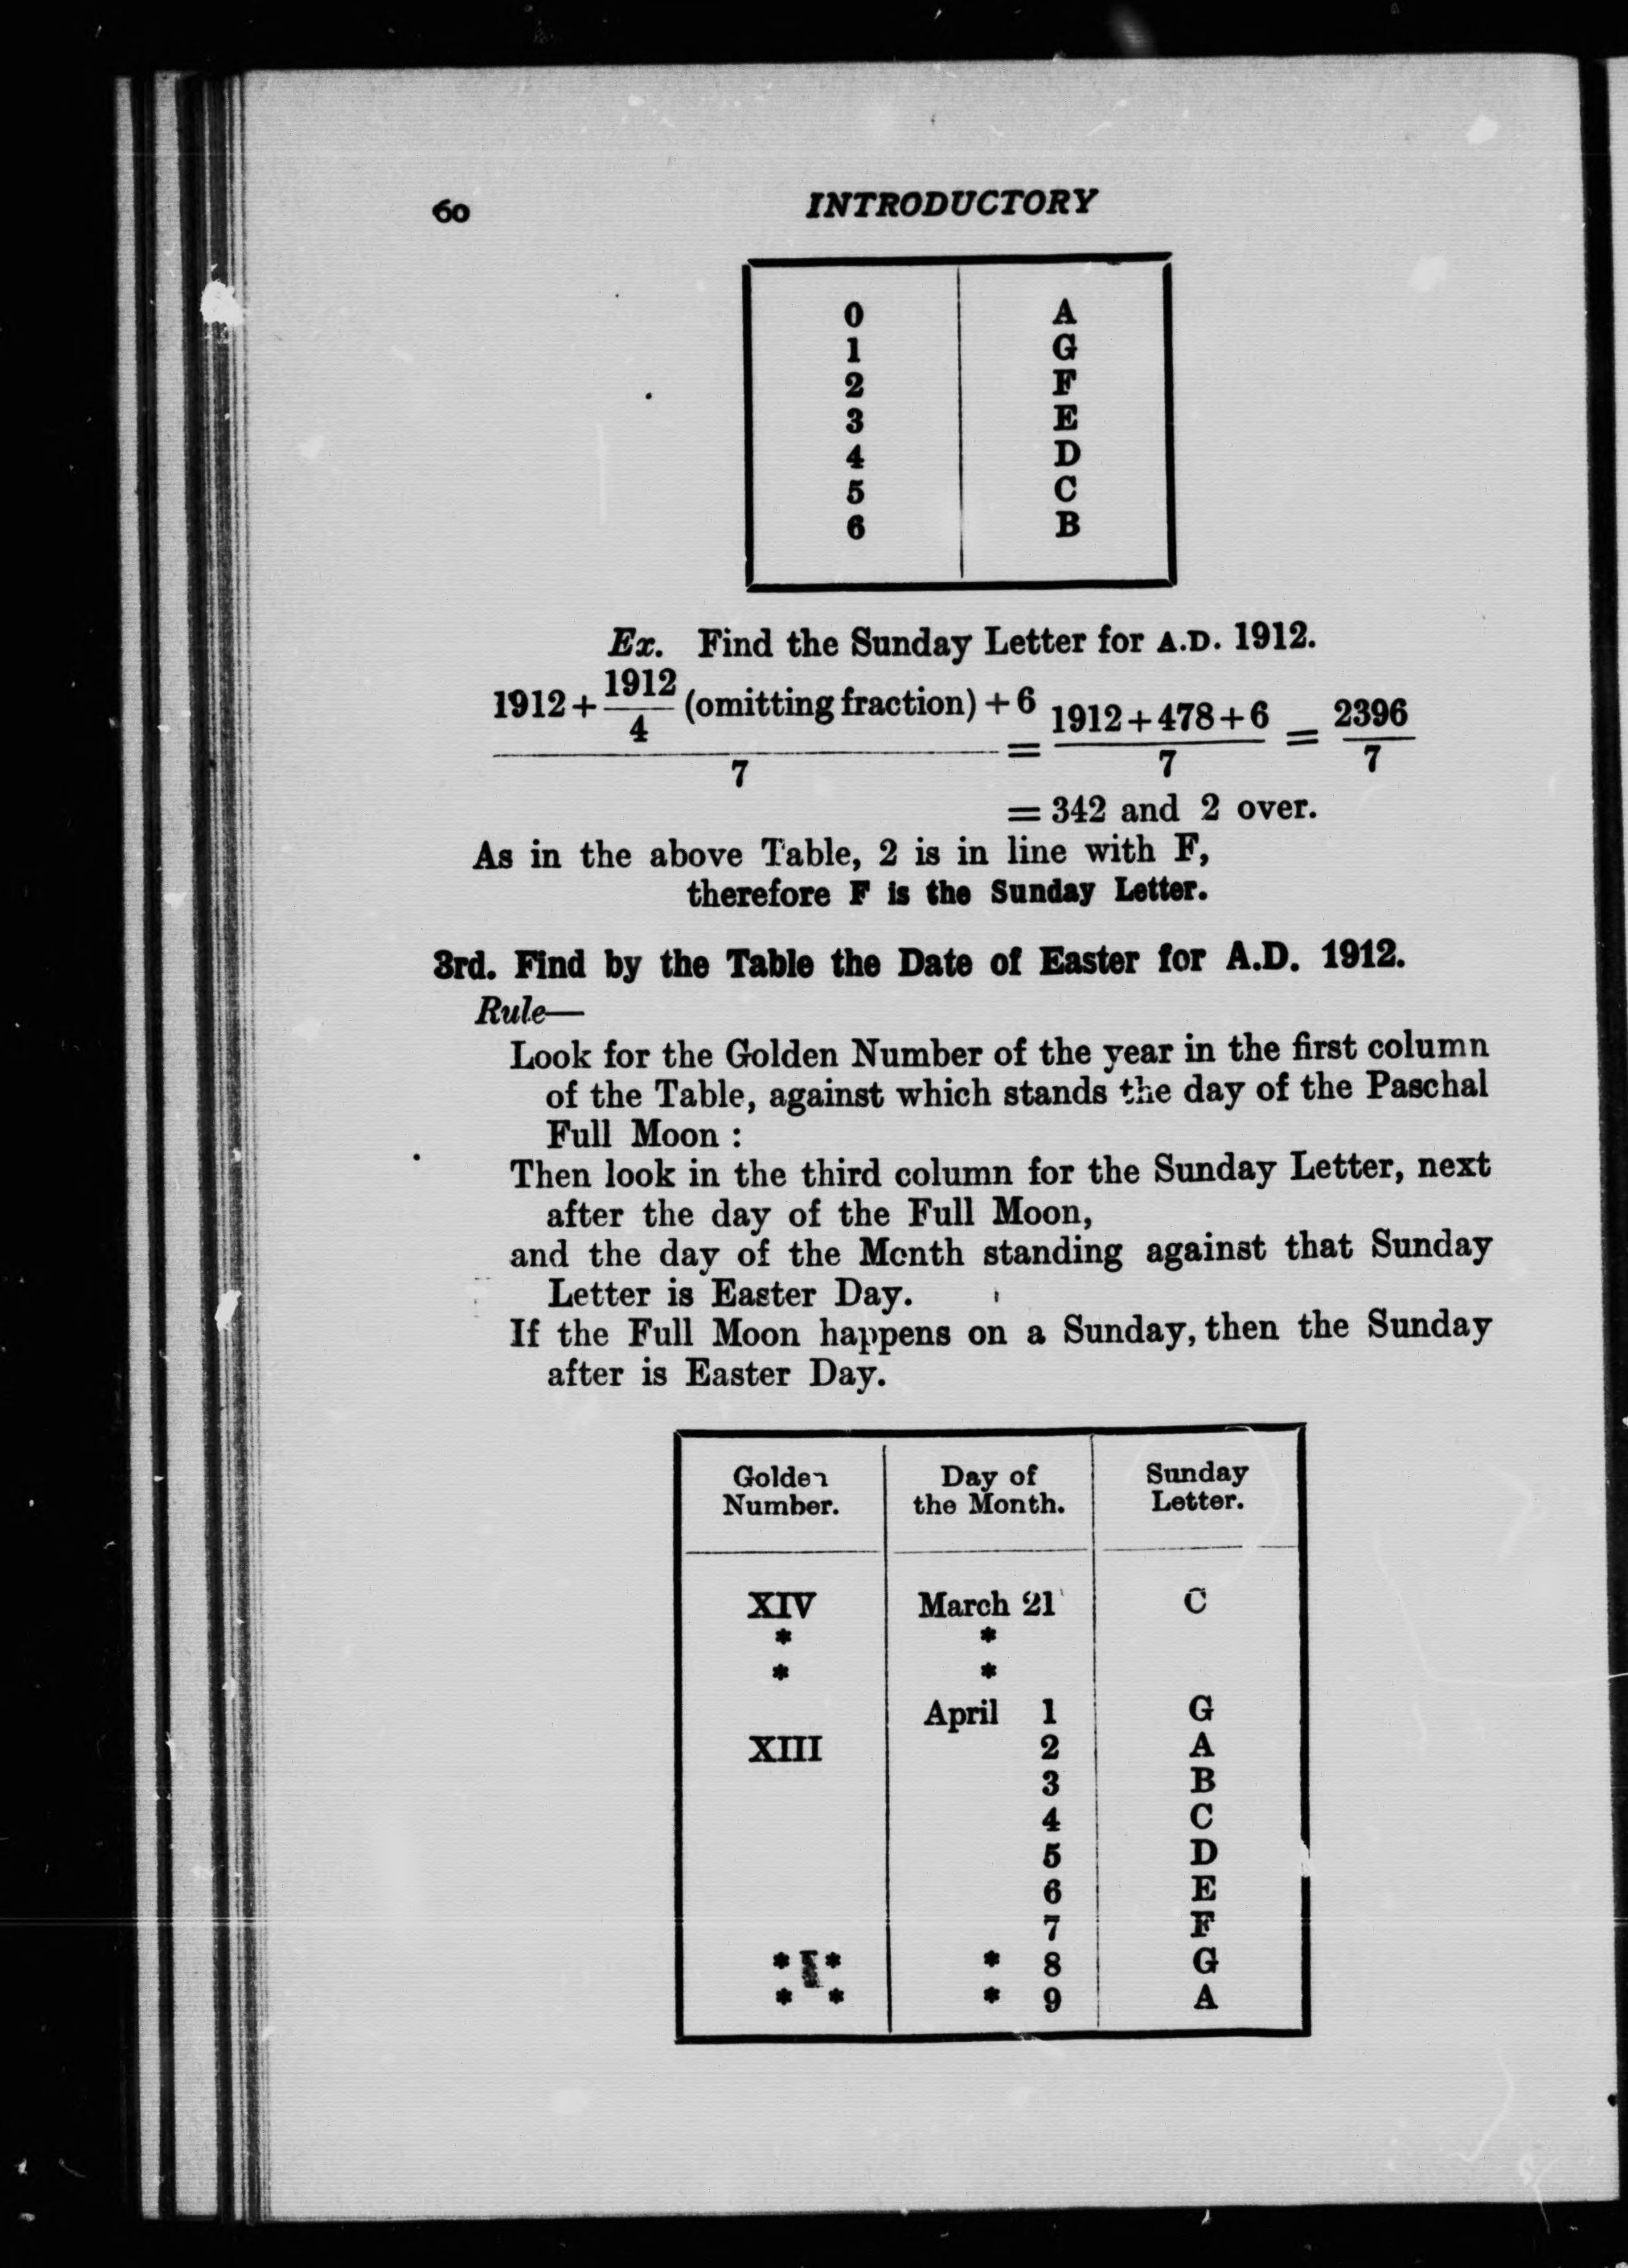 60 INTRODUCTORY
0 A
1 G
2 F
3 E
4 D
5 C
6 B
Ex. Find the Sunday Letter for A.D. 1912.
1912 + 1912/4 (omitting fraction) + 6 / 7 = 1912 + 478 + 6 / 7 = 2396 / 7
= 342 and 2 over.
As in the above Table, 2 is in line with F,
therefore F is the Sunday Letter.
3rd. Find by the Table the Date of Easter for A.D. 1912.
Rule—
Look for the Golden Number of the year in the first column
of the Table, against which stands the day of the Paschal
Full Moon :
Then look in the third column for the Sunday Letter, next
after the day of the Full Moon,
and the day of the Month standing against that Sunday
Letter is Easter Day.
If the Full Moon happens on a Sunday, then the Sunday
after is Easter Day.
Golden Number. Day of the Month. Sunday Letter.
XIV March 21 C
* *
* *
April 1 G
XIII 2 A
3 B
4 C
5 D
6 E
7 F
* * * 8 G
* * * 9 A